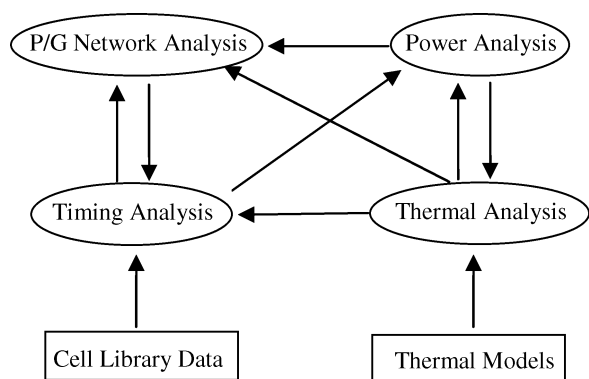 P/G Network Analysis
Power Analysis
Timing Analysis
Thermal Analysis
Cell Library Data
Thermal Models